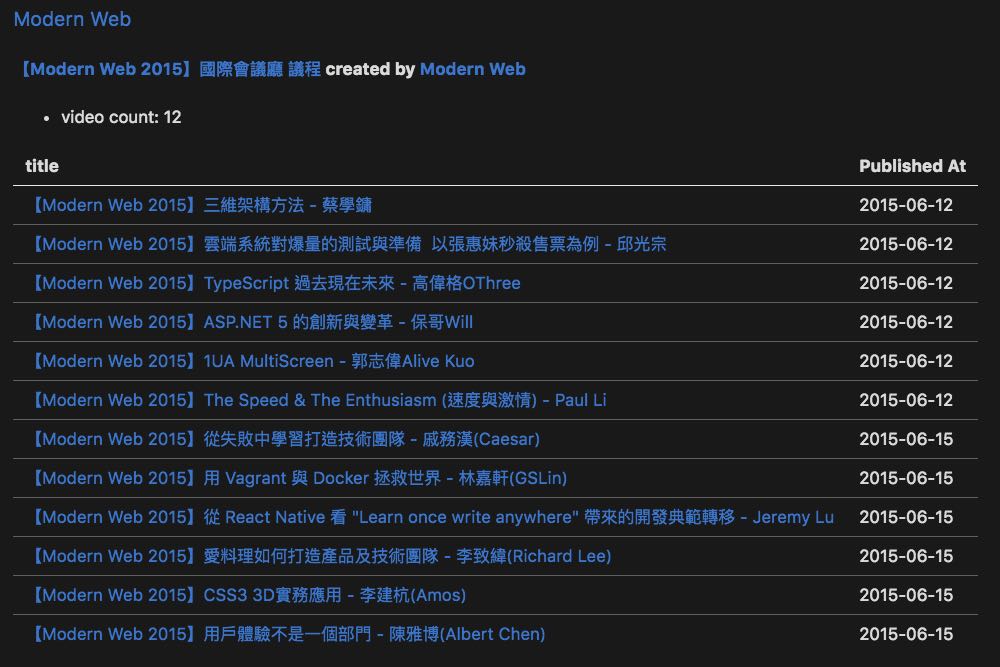 Modern Web
【Modern Web 2015】國際會議廳 議程 created by Modern Web
• video count: 12
title Published At
【Modern Web 2015】三維架構方法 - 蔡學鏞 2015-06-12
【Modern Web 2015】雲端系統對爆量的測試與準備 以張惠妹秒殺售票為例 - 邱光宗 2015-06-12
【Modern Web 2015】TypeScript 過去現在未來 - 高偉格OThree 2015-06-12
【Modern Web 2015】ASP.NET 5 的創新與變革 - 保哥Will 2015-06-12
【Modern Web 2015】1UA MultiScreen - 郭志偉Alive Kuo 2015-06-12
【Modern Web 2015】The Speed & The Enthusiasm (速度與激情) - Paul Li 2015-06-12
【Modern Web 2015】從失敗中學習打造技術團隊 - 戚務漢(Caesar) 2015-06-15
【Modern Web 2015】用 Vagrant 與 Docker 拯救世界 - 林嘉軒(GSLin) 2015-06-15
【Modern Web 2015】從 React Native 看 "Learn once write anywhere" 帶來的開發典範轉移 - Jeremy Lu 2015-06-15
【Modern Web 2015】愛料理如何打造產品及技術團隊 - 李致緯(Richard Lee) 2015-06-15
【Modern Web 2015】CSS3 3D實務應用 - 李建杭(Amos) 2015-06-15
【Modern Web 2015】用戶體驗不是一個部門 - 陳雅博(Albert Chen) 2015-06-15